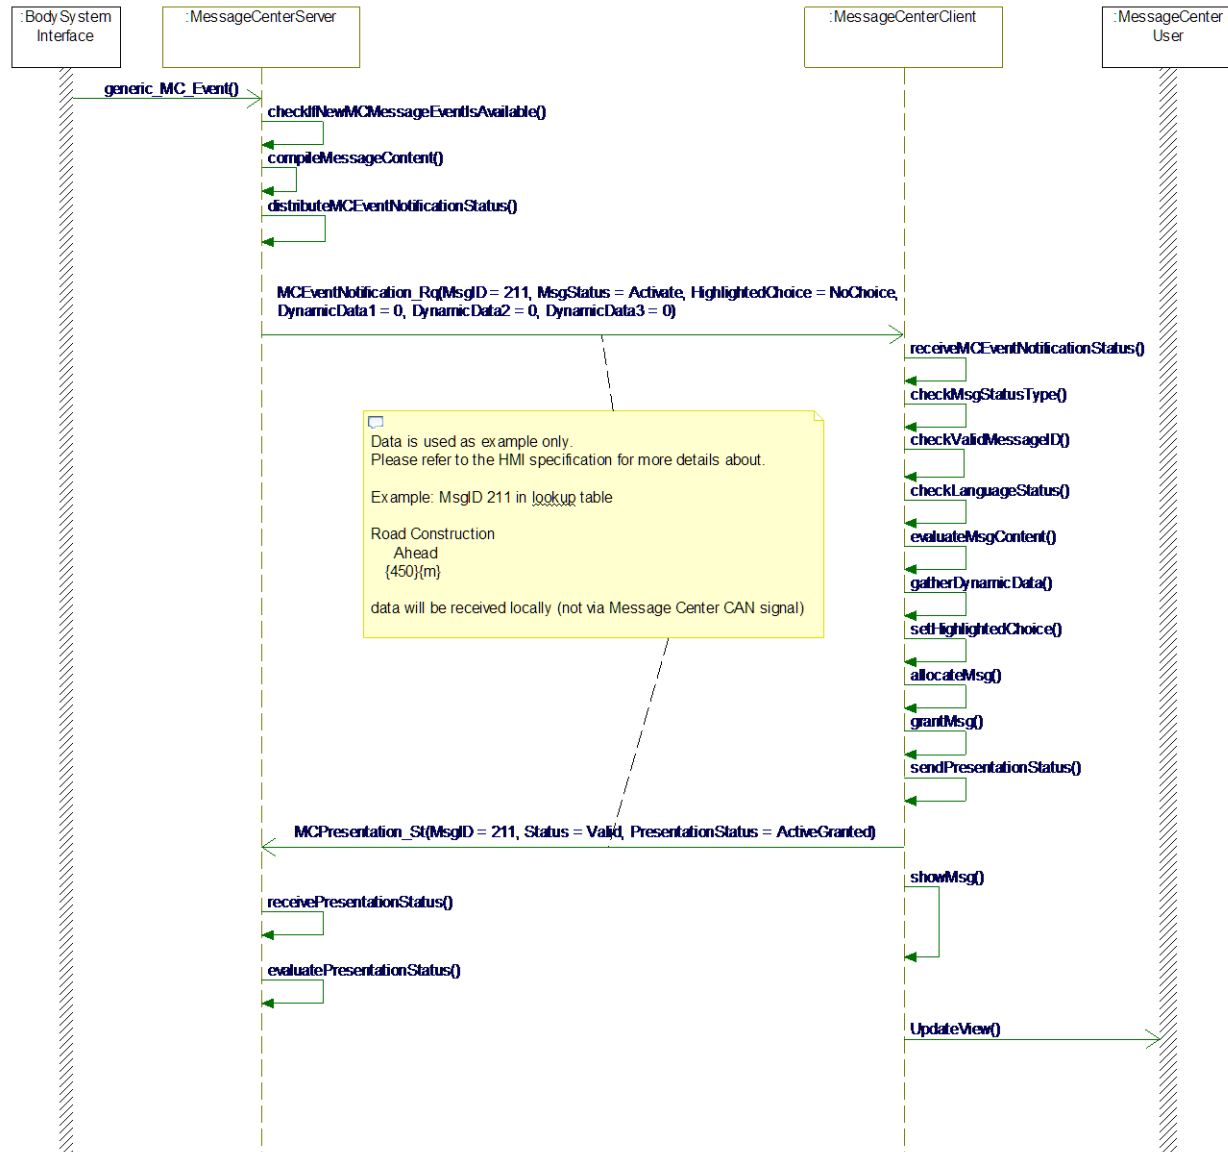 :BodySystem
Interface
:MessageCenterServer
:MessageCenterClient
:MessageCenter
User
generic_MC_Event()
checkIfNewMCMessageEventIsAvailable()
compileMessageContent()
distributeMCEventNotificationStatus()
MCEventNotification_Rq(MsgID = 211, MsgStatus = Activate, HighlightedChoice = NoChoice,
DynamicData1 = 0, DynamicData2 = 0, DynamicData3 = 0)
receiveMCEventNotificationStatus()
checkMsgStatusType()
checkValidMessageID()
checkLanguageStatus()
evaluateMsgContent()
gatherDynamicData()
setHighlightedChoice()
allocateMsg()
grantMsg()
sendPresentationStatus()
Data is used as example only.
Please refer to the HMI specification for more details about.
Example: MsgID 211 in lookup table
Road Construction
Ahead
{450}{m}
data will be received locally (not via Message Center CAN signal)
MCPresentation_St(MsgID = 211, Status = Valid, PresentationStatus = ActiveGranted)
showMsg()
receivePresentationStatus()
evaluatePresentationStatus()
UpdateView()